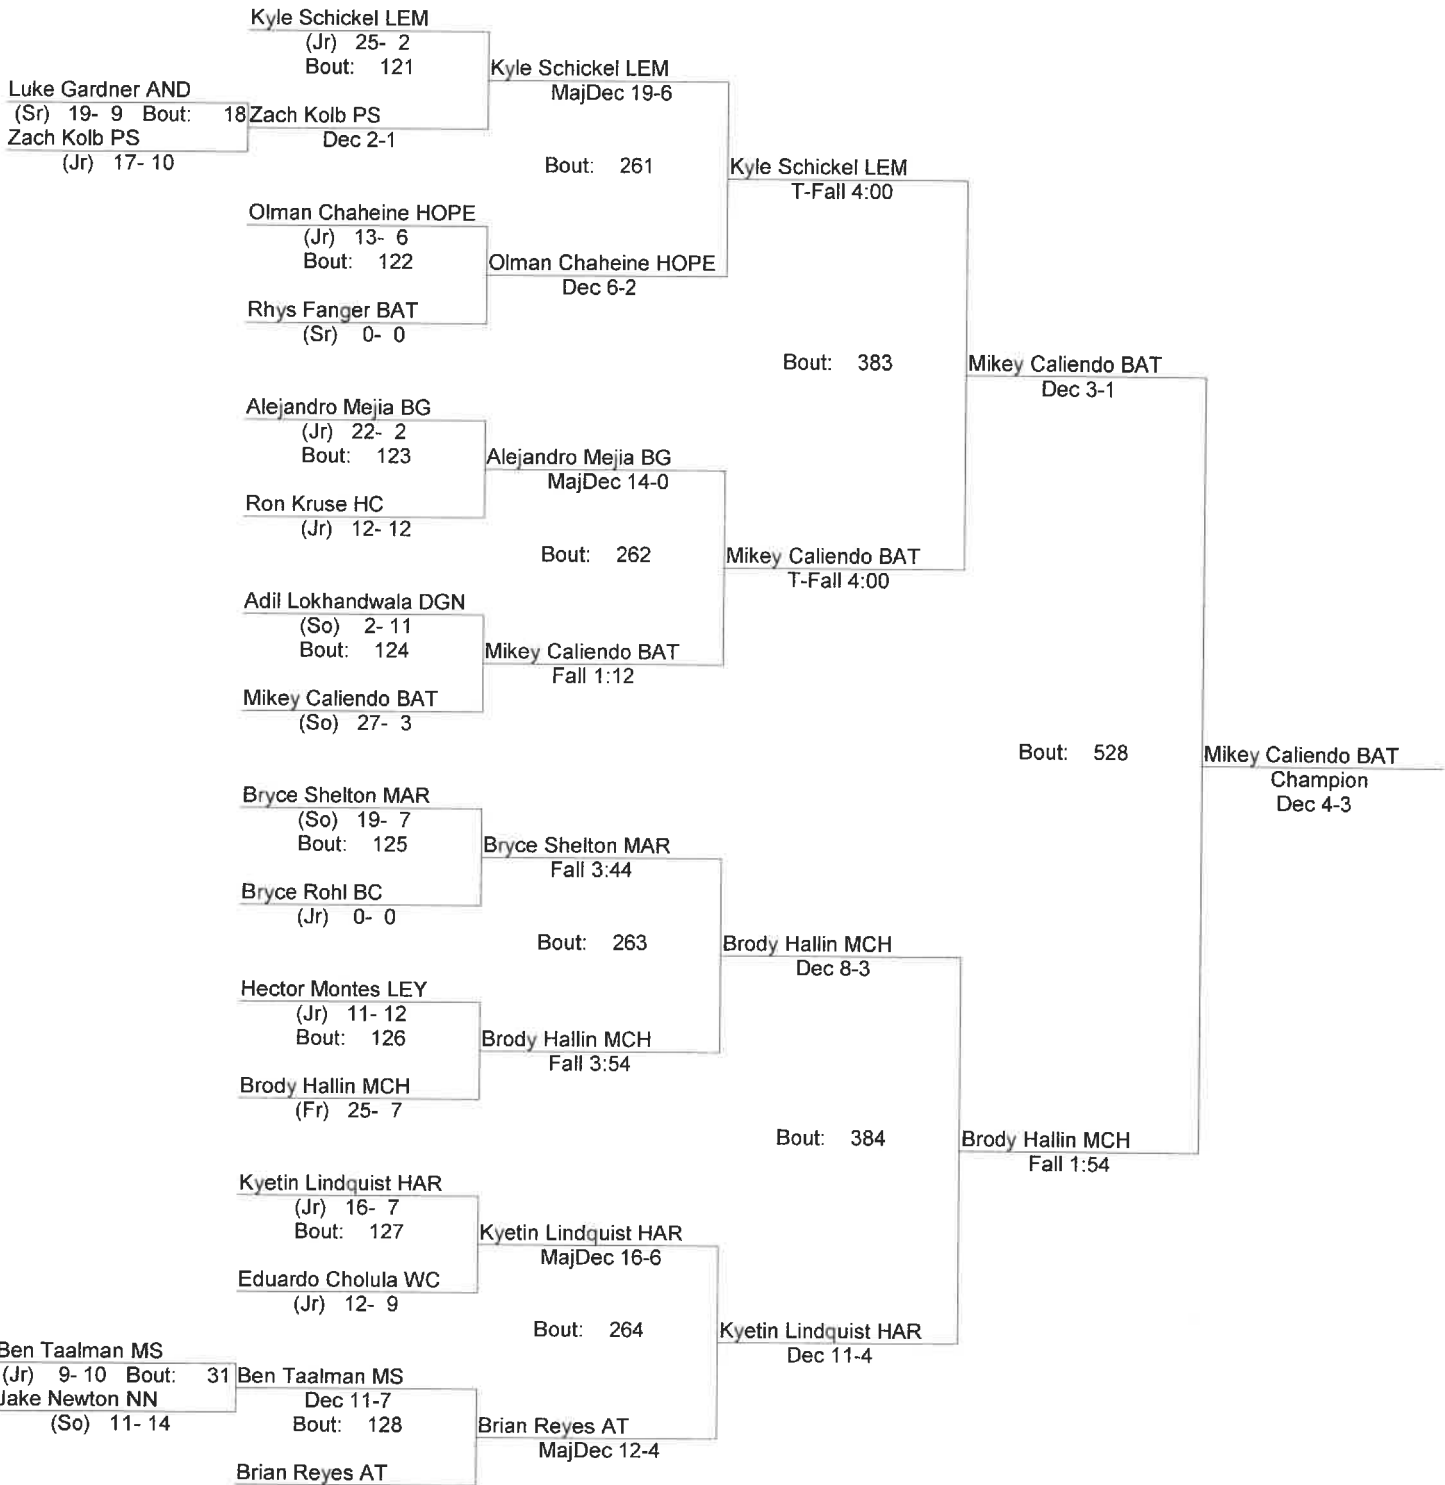 Kyle Schickel LEM
(Jr) 25- 2
Bout: 121
Luke Gardner AND
(Sr) 19- 9 Bout: 18
Zach Kolb PS
(Jr) 17- 10
Zach Kolb PS
Dec 2-1
Kyle Schickel LEM
MajDec 19-6
Bout: 261
Olman Chaheine HOPE
(Jr) 13- 6
Bout: 122
Rhys Fanger BAT
(Sr) 0- 0
Olman Chaheine HOPE
Dec 6-2
Kyle Schickel LEM
T-Fall 4:00
Bout: 383
Alejandro Mejia BG
(Jr) 22- 2
Bout: 123
Ron Kruse HC
(Jr) 12- 12
Alejandro Mejia BG
MajDec 14-0
Bout: 262
Adil Lokhandwala DGN
(So) 2- 11
Bout: 124
Mikey Caliendo BAT
(So) 27- 3
Mikey Caliendo BAT
Fall 1:12
Mikey Caliendo BAT
T-Fall 4:00
Mikey Caliendo BAT
Dec 3-1
Bout: 528
Mikey Caliendo BAT
Champion
Dec 4-3
Bryce Shelton MAR
(So) 19- 7
Bout: 125
Bryce Rohl BC
(Jr) 0- 0
Bryce Shelton MAR
Fall 3:44
Bout: 263
Hector Montes LEY
(Jr) 11- 12
Bout: 126
Brody Hallin MCH
(Fr) 25- 7
Brody Hallin MCH
Fall 3:54
Brody Hallin MCH
Dec 8-3
Bout: 384
Brody Hallin MCH
Fall 1:54
Kyetin Lindquist HAR
(Jr) 16- 7
Bout: 127
Eduardo Cholula WC
(Jr) 12- 9
Kyetin Lindquist HAR
MajDec 16-6
Bout: 264
Kyetin Lindquist HAR
Dec 11-4
Ben Taalman MS
(Jr) 9- 10 Bout: 31
Jake Newton NN
(So) 11- 14
Ben Taalman MS
Dec 11-7
Bout: 128
Brian Reyes AT
Brian Reyes AT
MajDec 12-4